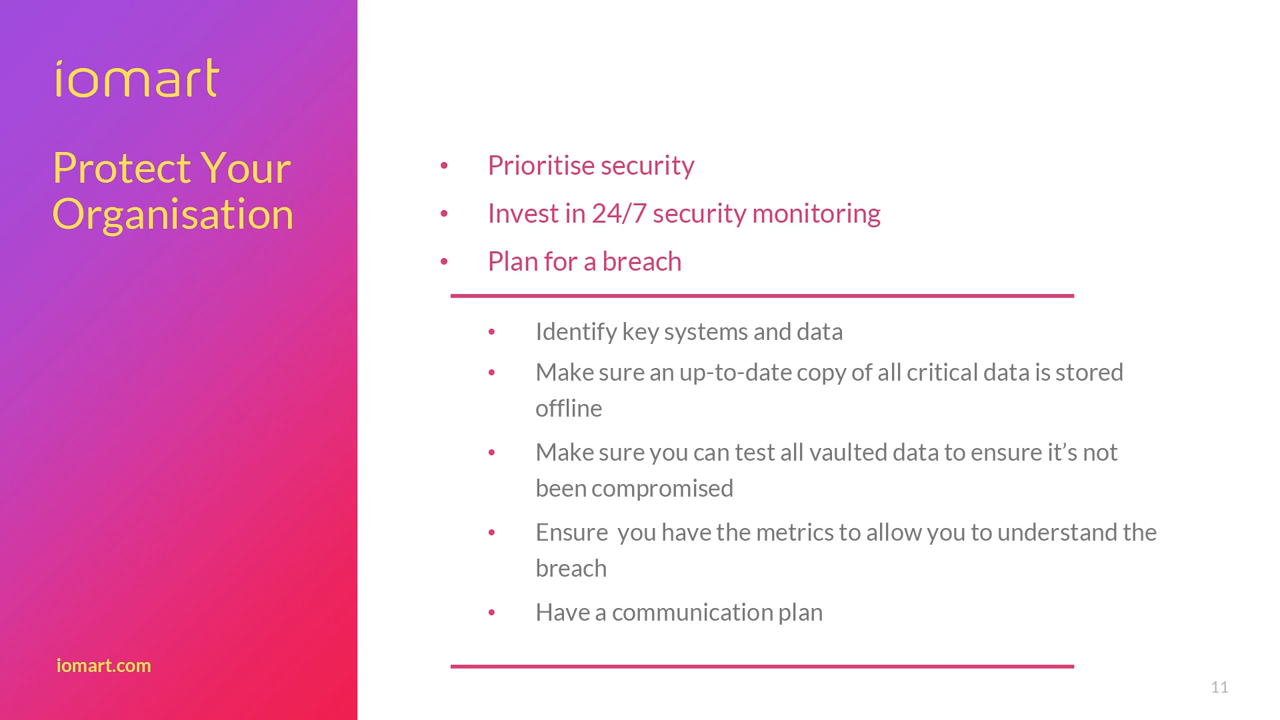 iomart
Protect Your
Organisation
• Prioritise security
• Invest in 24/7 security monitoring
• Plan for a breach
• Identify key systems and data
• Make sure an up-to-date copy of all critical data is stored
offline
• Make sure you can test all vaulted data to ensure it’s not
been compromised
• Ensure  you have the metrics to allow you to understand the
breach
• Have a communication plan
iomart.com
11